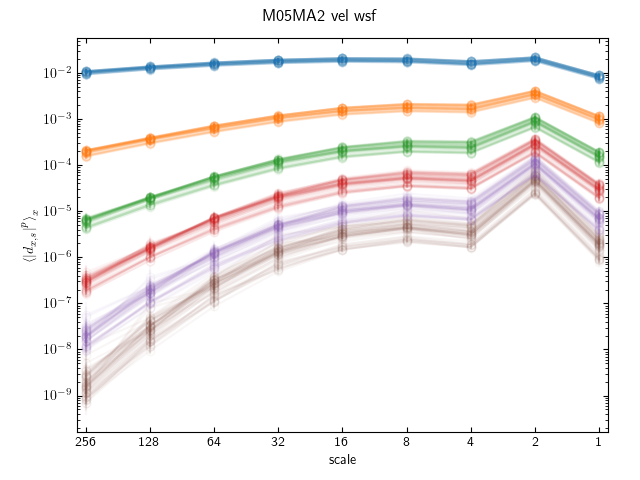 M05MA2 vel wsf
10⁻²
10⁻³
10⁻⁴
10⁻⁵
10⁻⁶
10⁻⁷
10⁻⁸
10⁻⁹
⟨|d_{x,s}|^p⟩_x
256 128 64 32 16 8 4 2 1
scale